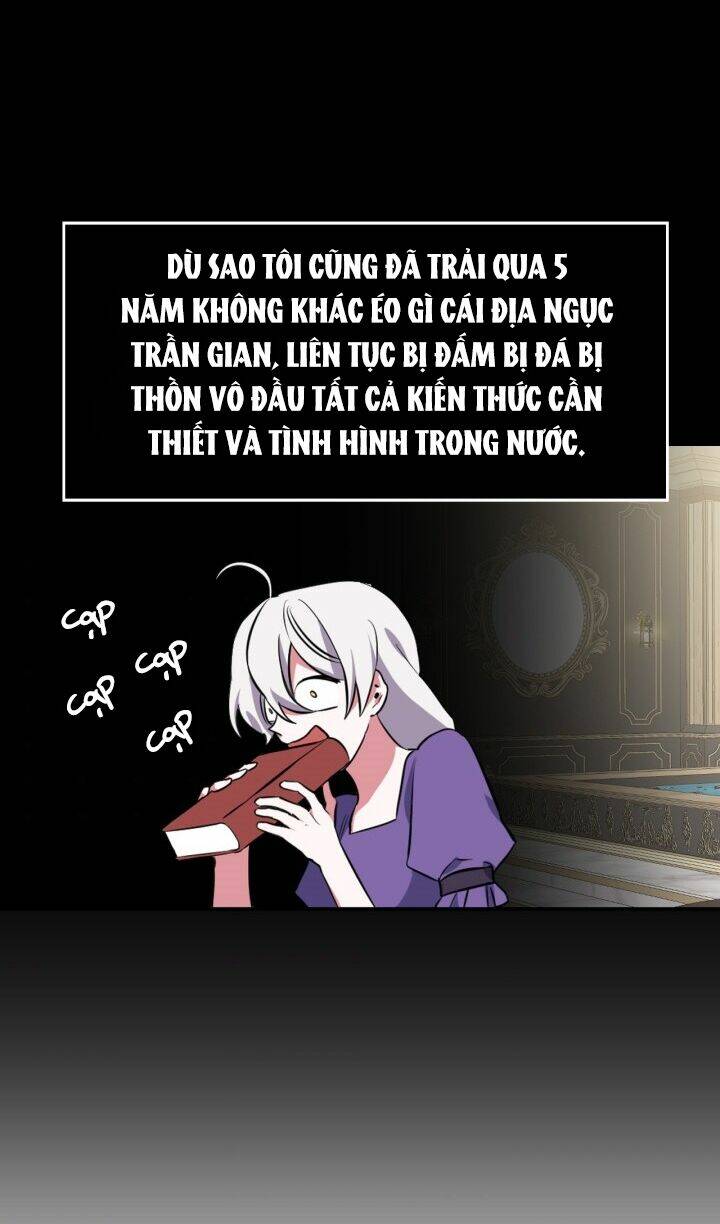 DÙ SAO TÔI CŨNG ĐÃ TRẢI QUA 5
NĂM KHÔNG KHÁC ÉO GÌ CÁI ĐỊA NGỤC
TRẦN GIAN, LIÊN TỤC BỊ ĐẤM BỊ ĐÁ BỊ
THỒN VÔ ĐẦU TẤT CẢ KIẾN THỨC CẦN
THIẾT VÀ TÌNH HÌNH TRONG NƯỚC.
CẠP
CẠP
CẠP
CẠP